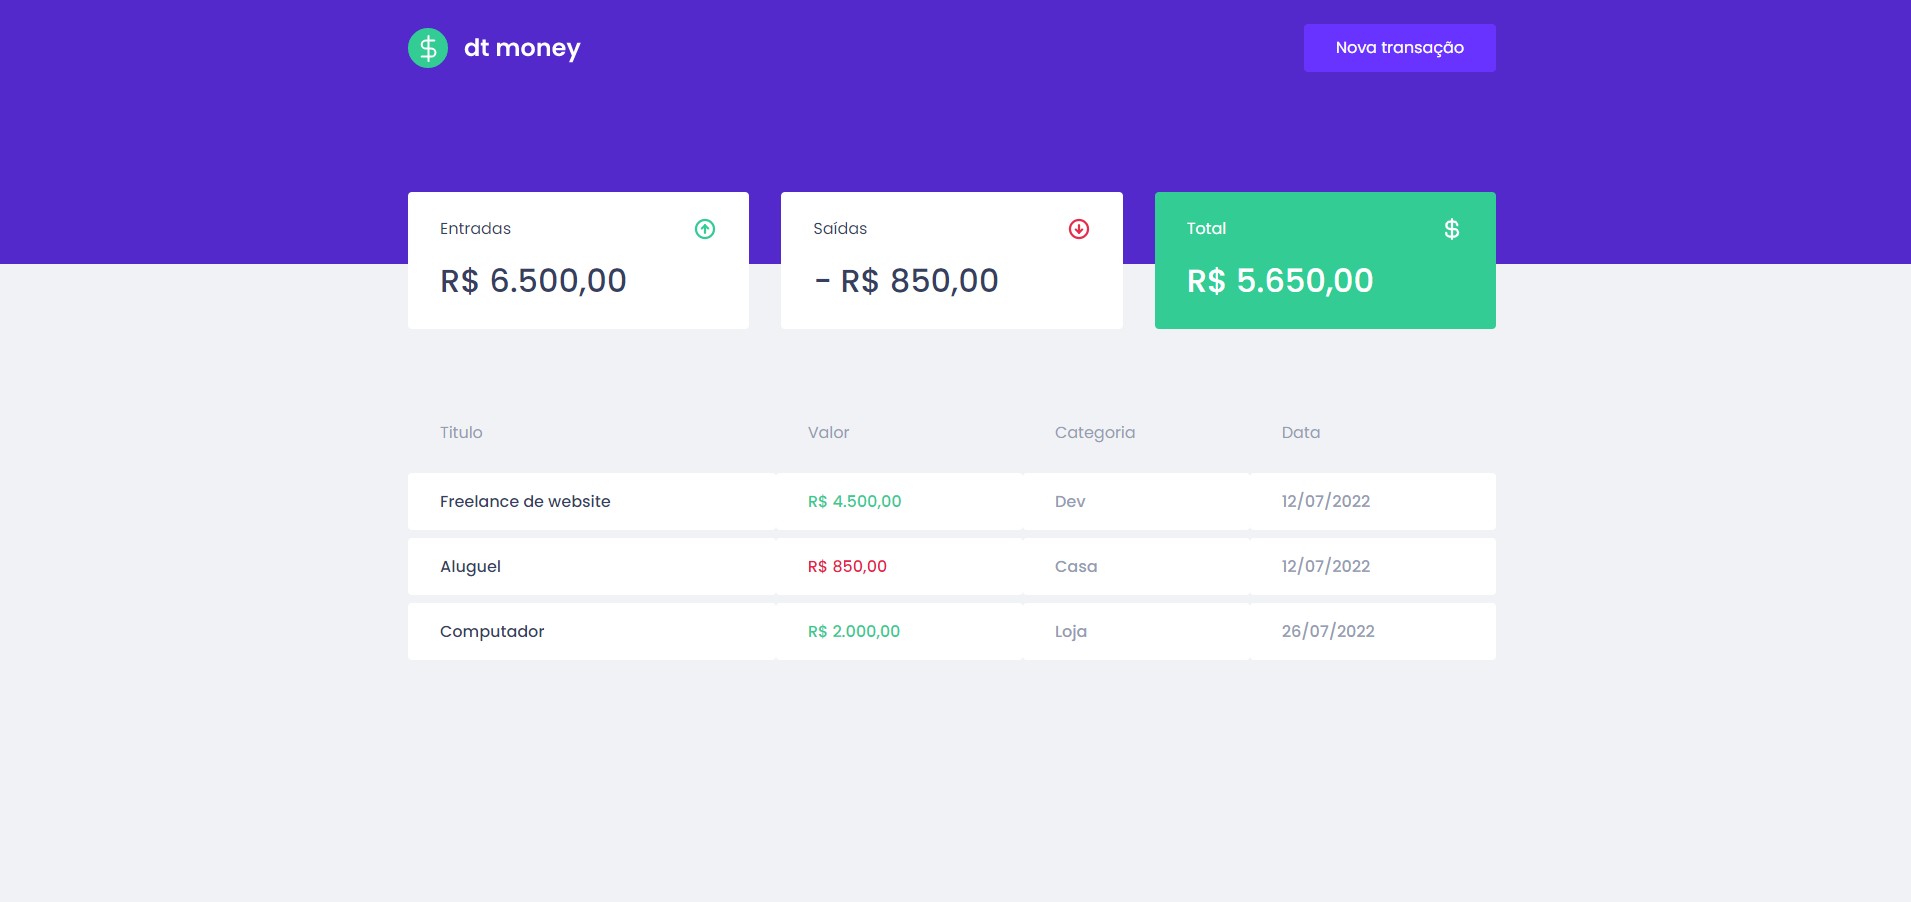 dt money
Nova transação
Entradas
R$ 6.500,00
Saídas
- R$ 850,00
Total
$
R$ 5.650,00
Titulo Valor Categoria Data
Freelance de website R$ 4.500,00 Dev 12/07/2022
Aluguel R$ 850,00 Casa 12/07/2022
Computador R$ 2.000,00 Loja 26/07/2022